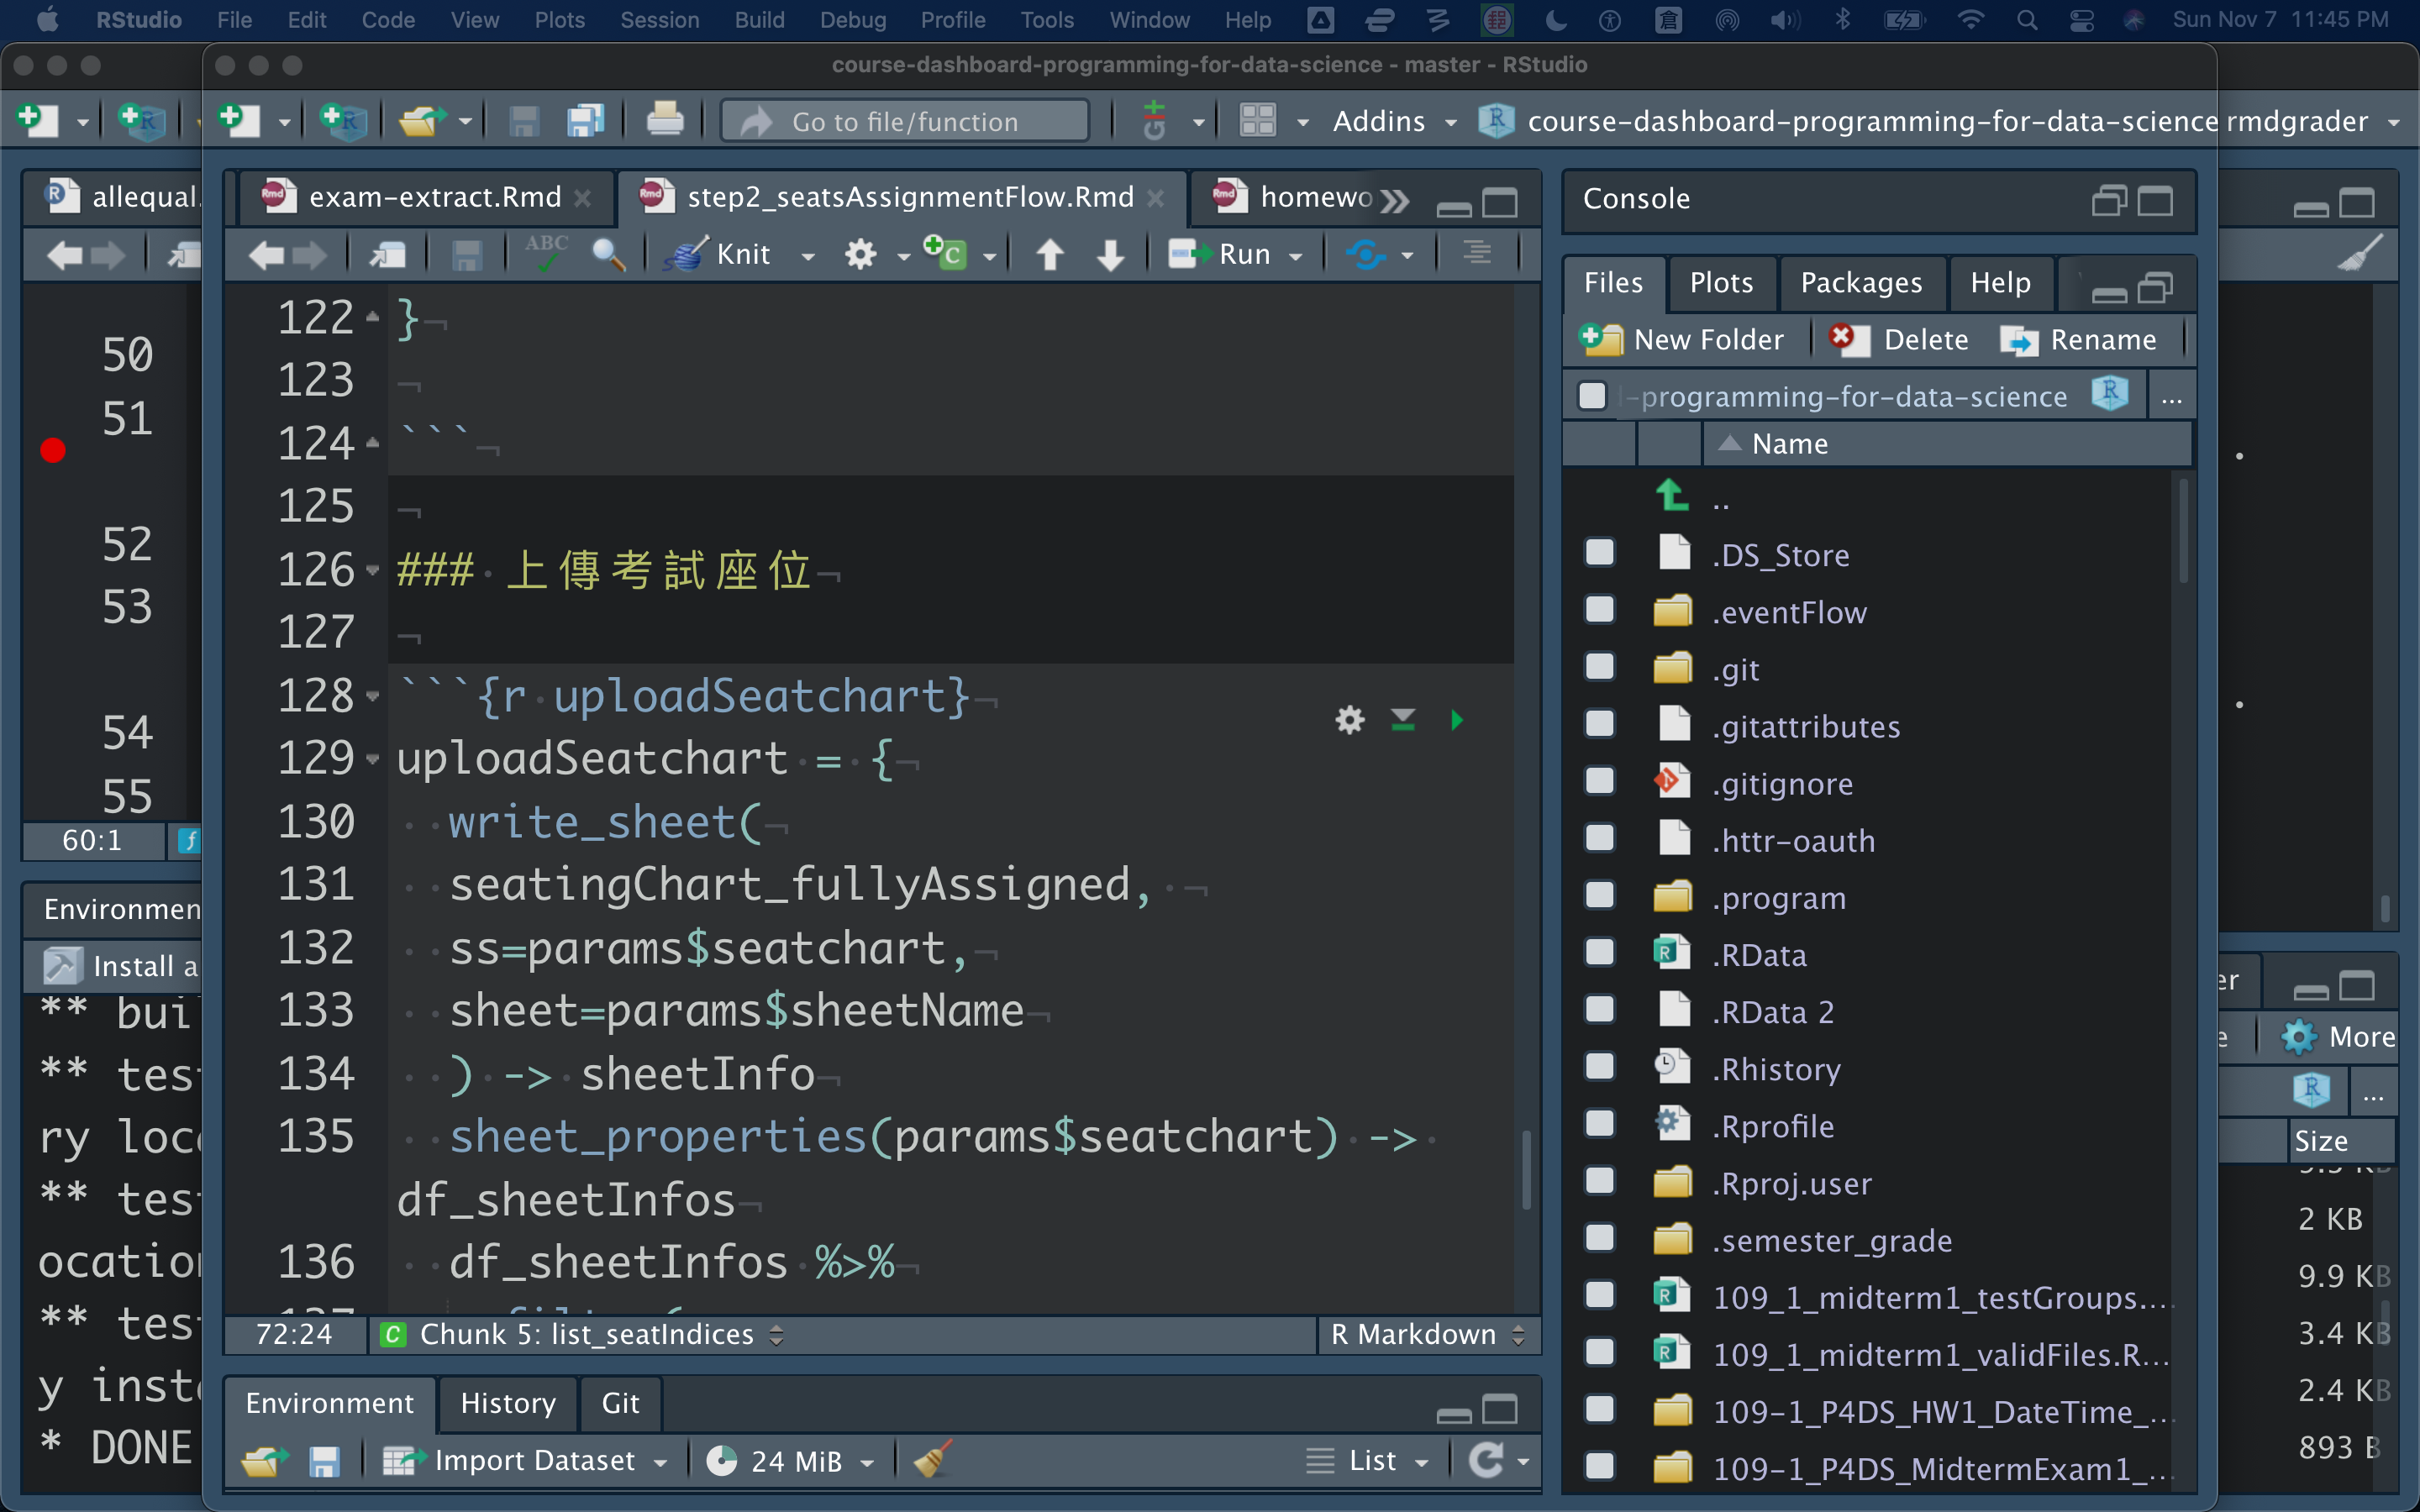 RStudio File Edit Code View Plots Session Build Debug Profile Tools Window Help Sun Nov 7 11:45 PM
course-dashboard-programming-for-data-science - master - RStudio
Go to file/function Addins course-dashboard-programming-for-data-science rmdgrader
allequal.
50
51
52
53
54
55
60:1
Install a
** tes
ry loc
** tes
** tes
* DONE
exam-extract.Rmd step2_seatsAssignmentFlow.Rmd homewo
ABC Knit Run
122 }¬
123 ¬
124 ```¬
125 ¬
126 ### 上傳考試座位¬
127 ¬
128 ```{r uploadSeatchart}¬
129 uploadSeatchart = {¬
130 write_sheet(¬
131 seatingChart_fullyAssigned, ¬
132 ss=params$seatchart,¬
133 sheet=params$sheetName¬
134 ) -> sheetInfo¬
135 sheet_properties(params$seatchart) ->
df_sheetInfos¬
136 df_sheetInfos %>%¬
72:24 Chunk 5: list_seatIndices R Markdown
Environment History Git
Import Dataset 24 MiB List
Console
Files Plots Packages Help
New Folder Delete Rename
-programming-for-data-science ...
Name
..
.DS_Store
.eventFlow
.git
.gitattributes
.gitignore
.httr-oauth
.program
.RData
.RData 2
.Rhistory
.Rprofile
.Rproj.user
.semester_grade
109_1_midterm1_testGroups....
109_1_midterm1_validFiles.R...
109-1_P4DS_HW1_DateTime_...
109-1_P4DS_MidtermExam1_...
More
...
Size
2 KB
9.9 KB
3.4 KB
2.4 KB
893 B